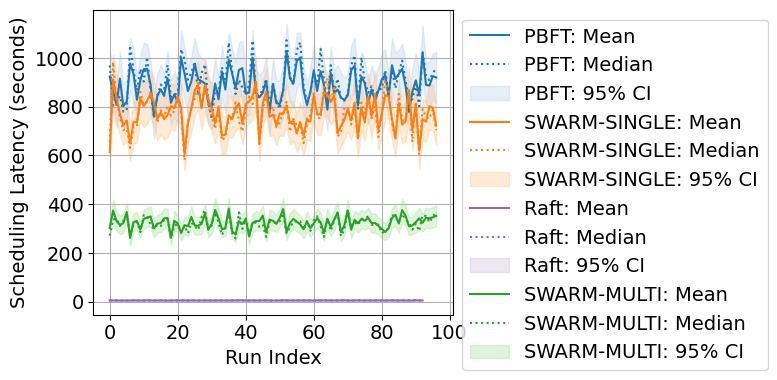 Scheduling Latency (seconds)
1000
800
600
400
200
0
0 20 40 60 80 100
Run Index
PBFT: Mean
PBFT: Median
PBFT: 95% CI
SWARM-SINGLE: Mean
SWARM-SINGLE: Median
SWARM-SINGLE: 95% CI
Raft: Mean
Raft: Median
Raft: 95% CI
SWARM-MULTI: Mean
SWARM-MULTI: Median
SWARM-MULTI: 95% CI